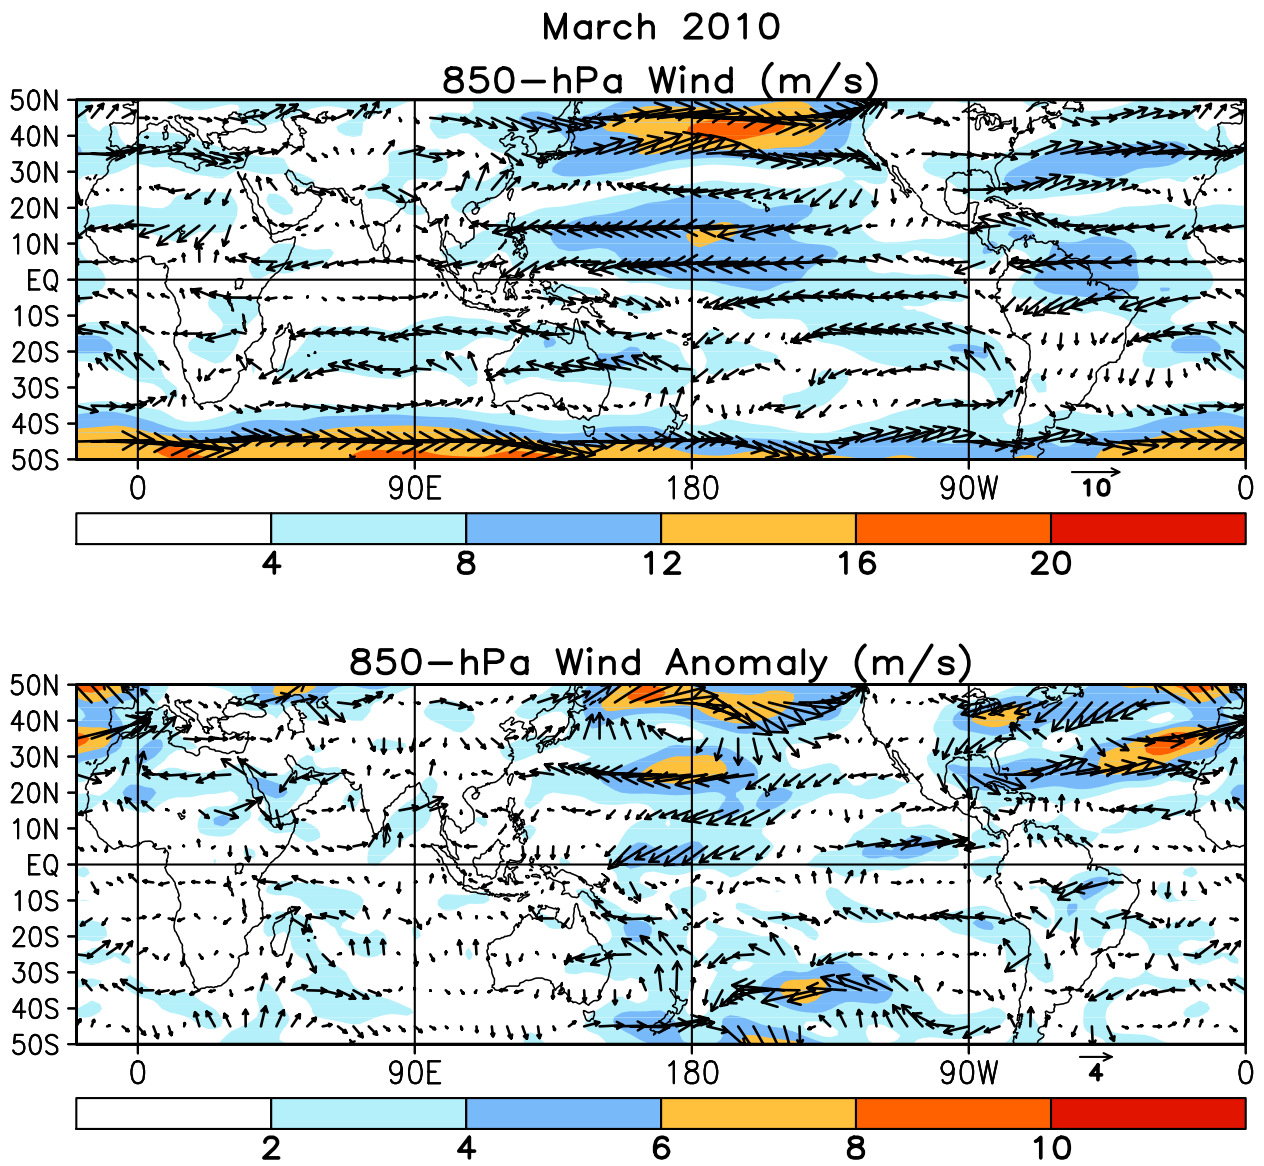 March 2010
850-hPa Wind (m/s)
50N
40N
30N
20N
10N
EQ
10S
20S
30S
40S
50S
0 90E 180 90W 0
10
4 8 12 16 20
850-hPa Wind Anomaly (m/s)
50N
40N
30N
20N
10N
EQ
10S
20S
30S
40S
50S
0 90E 180 90W 0
4
2 4 6 8 10